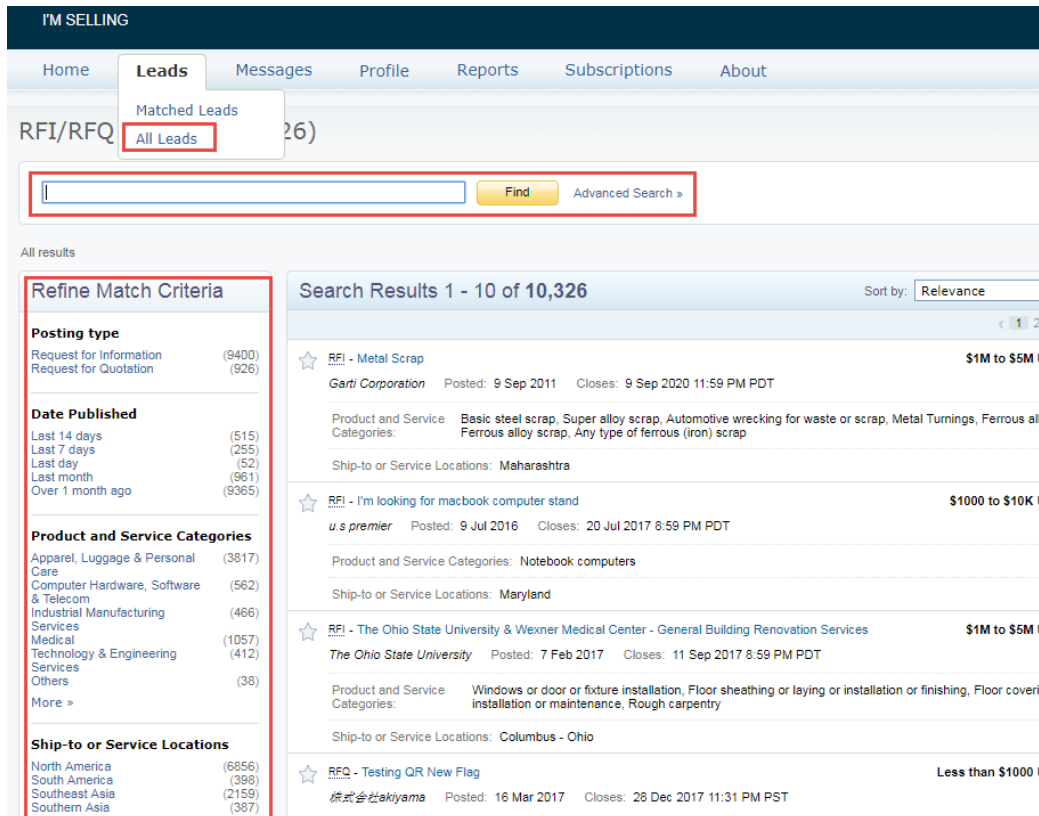 I'M SELLING
Home Leads Messages Profile Reports Subscriptions About
Matched Leads
All Leads
RFI/RFQ 26)
Find Advanced Search »
All results
Refine Match Criteria
Posting type
Request for Information (9400)
Request for Quotation (926)
Date Published
Last 14 days (515)
Last 7 days (255)
Last day (52)
Last month (961)
Over 1 month ago (9365)
Product and Service Categories
Apparel, Luggage & Personal (3817)
Care
Computer Hardware, Software (562)
& Telecom
Industrial Manufacturing (466)
Services
Medical (1057)
Technology & Engineering (412)
Services
Others (38)
More »
Ship-to or Service Locations
North America (6856)
South America (398)
Southeast Asia (2159)
Southern Asia (387)
Search Results 1 - 10 of 10,326 Sort by: Relevance
‹ 1 2
RFI - Metal Scrap $1M to $5M
Garti Corporation Posted: 9 Sep 2011 Closes: 9 Sep 2020 11:59 PM PDT
Product and Service Basic steel scrap, Super alloy scrap, Automotive wrecking for waste or scrap, Metal Turnings, Ferrous al
Categories: Ferrous alloy scrap, Any type of ferrous (iron) scrap
Ship-to or Service Locations: Maharashtra
RFI - I'm looking for macbook computer stand $1000 to $10K
u.s premier Posted: 9 Jul 2016 Closes: 20 Jul 2017 8:59 PM PDT
Product and Service Categories: Notebook computers
Ship-to or Service Locations: Maryland
RFI - The Ohio State University & Wexner Medical Center - General Building Renovation Services $1M to $5M
The Ohio State University Posted: 7 Feb 2017 Closes: 11 Sep 2017 8:59 PM PDT
Product and Service Windows or door or fixture installation, Floor sheathing or laying or installation or finishing, Floor coveri
Categories: installation or maintenance, Rough carpentry
Ship-to or Service Locations: Columbus - Ohio
RFQ - Testing QR New Flag Less than $1000
株式会社akiyama Posted: 16 Mar 2017 Closes: 28 Dec 2017 11:31 PM PST